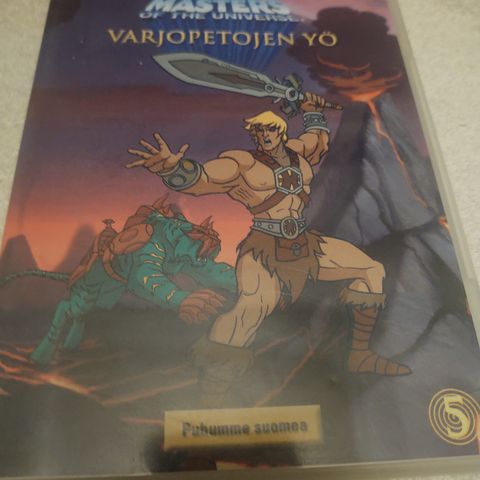 MASTERS
OF THE UNIVERSE
VARJOPETOJEN YÖ
Puhumme suomea
5